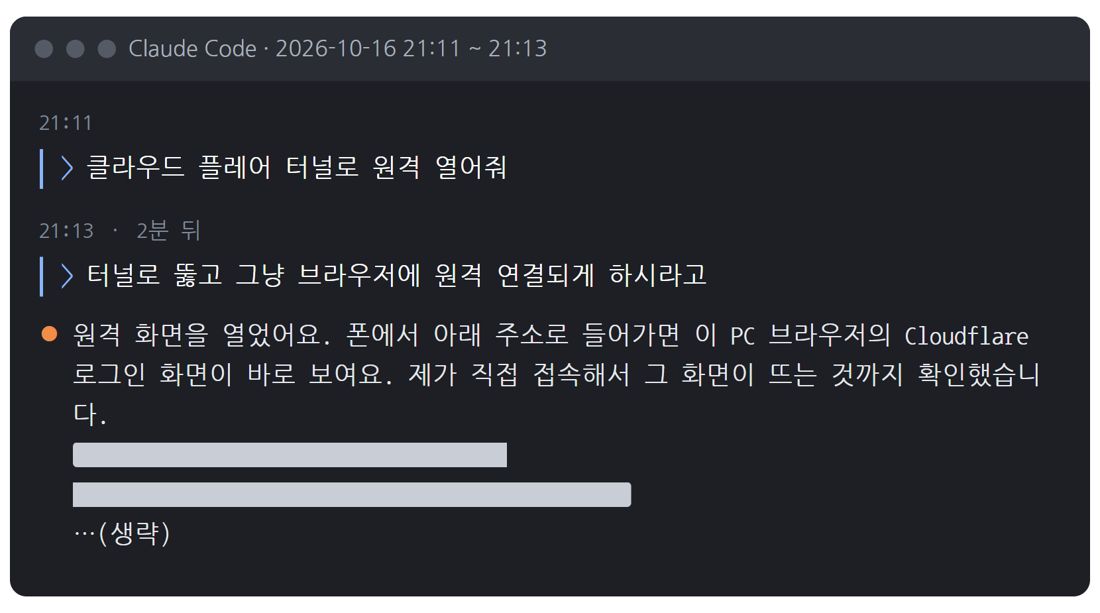 Claude Code · 2026-10-16 21:11 ~ 21:13
21:11
> 클라우드 플레어 터널로 원격 열어줘
21:13 · 2분 뒤
> 터널로 뚫고 그냥 브라우저에 원격 연결되게 하시라고
● 원격 화면을 열었어요. 폰에서 아래 주소로 들어가면 이 PC 브라우저의 Cloudflare
로그인 화면이 바로 보여요. 제가 직접 접속해서 그 화면이 뜨는 것까지 확인했습니
다.
…(생략)